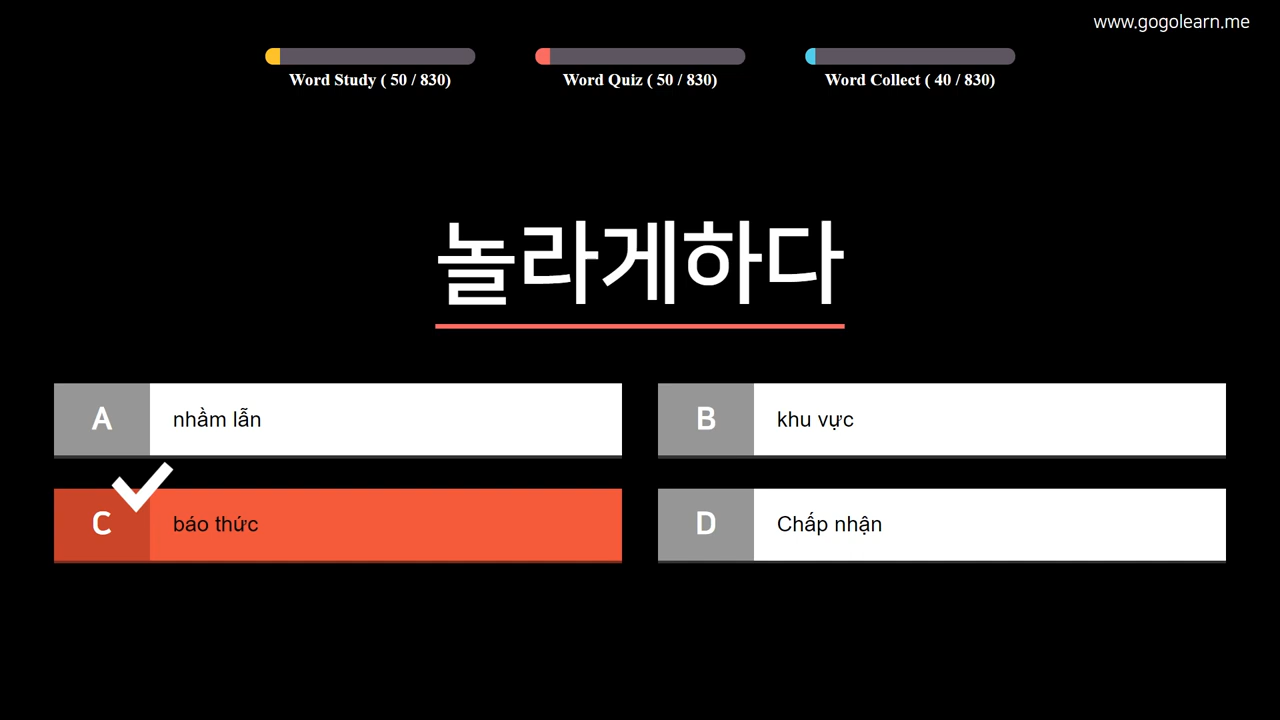 www.gogolearn.me
Word Study ( 50 / 830)
Word Quiz ( 50 / 830)
Word Collect ( 40 / 830)
놀라게하다
A nhầm lẫn
B khu vực
C báo thức
D Chấp nhận